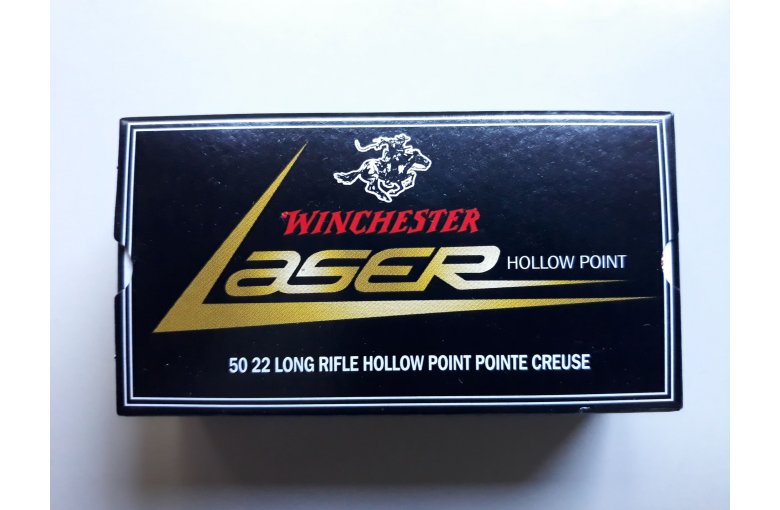 WINCHESTER
LASER HOLLOW POINT
50 22 LONG RIFLE HOLLOW POINT POINTE CREUSE